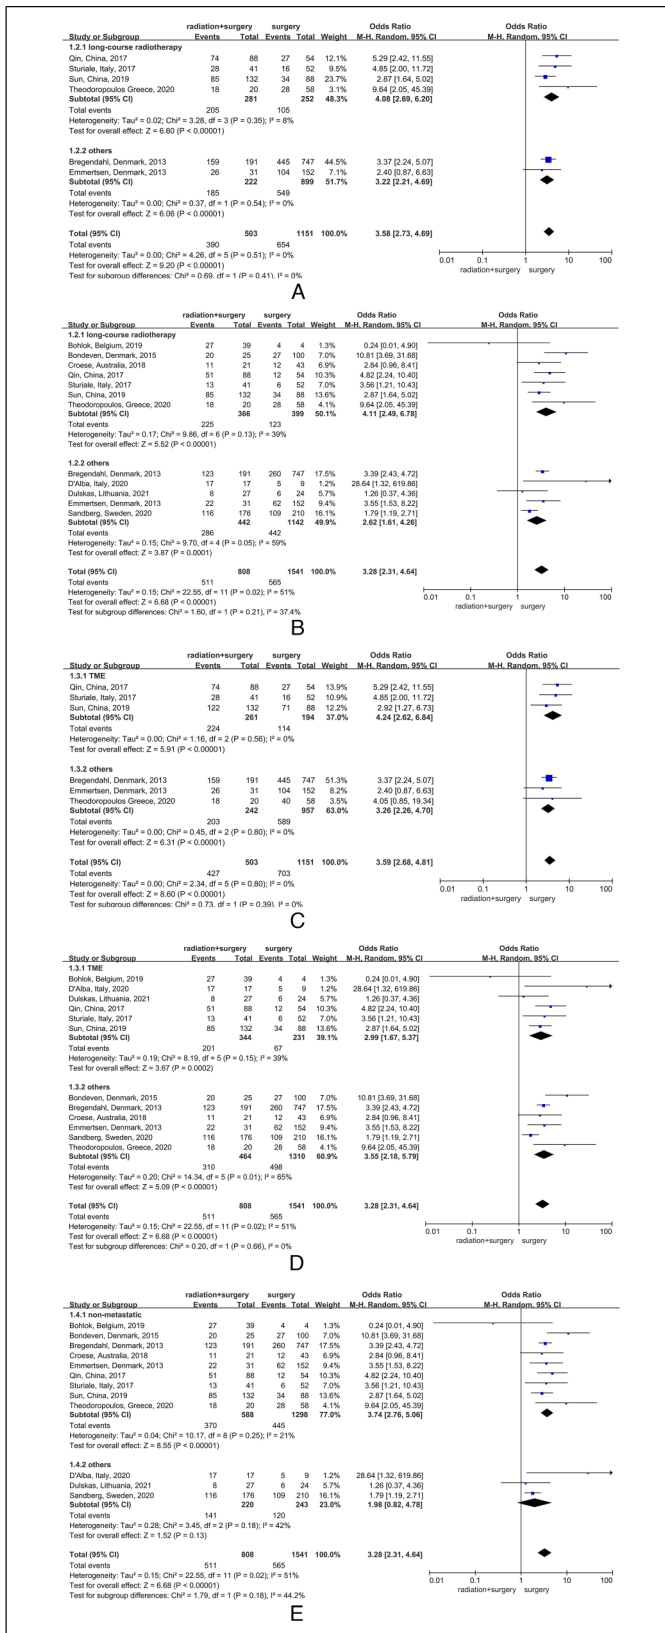 radiation+surgery surgery Odds Ratio Odds Ratio
Study or Subgroup Events Total Events Total Weight M-H, Random, 95% CI M-H, Random, 95% CI
1.2.1 long-course radiotherapy
Qin, China, 2017 74 88 27 54 12.1% 5.29 [2.42, 11.55]
Sturiale, Italy, 2017 28 41 16 52 9.5% 4.85 [2.00, 11.72]
Sun, China, 2019 85 132 34 88 23.7% 2.87 [1.64, 5.02]
Theodoropoulos Greece, 2020 18 20 28 58 3.1% 9.64 [2.05, 45.39]
Subtotal (95% CI) 281 252 48.3% 4.08 [2.69, 6.20]
Total events 205 105
Heterogeneity: Tau² = 0.02; Chi² = 3.28, df = 3 (P = 0.35); I² = 8%
Test for overall effect: Z = 6.60 (P < 0.00001)
1.2.2 others
Bregendahl, Denmark, 2013 159 191 445 747 44.5% 3.37 [2.24, 5.07]
Emmertsen, Denmark, 2013 26 31 104 152 7.1% 2.40 [0.87, 6.63]
Subtotal (95% CI) 222 899 51.7% 3.22 [2.21, 4.69]
Total events 185 549
Heterogeneity: Tau² = 0.00; Chi² = 0.37, df = 1 (P = 0.54); I² = 0%
Test for overall effect: Z = 6.06 (P < 0.00001)
Total (95% CI) 503 1151 100.0% 3.58 [2.73, 4.69]
Total events 390 654
Heterogeneity: Tau² = 0.00; Chi² = 4.26, df = 5 (P = 0.51); I² = 0%
Test for overall effect: Z = 9.20 (P < 0.00001)
Test for subgroup differences: Chi² = 0.69, df = 1 (P = 0.41), I² = 0%
0.01 0.1 1 10 100
radiation+surgery surgery
A
radiation+surgery surgery Odds Ratio Odds Ratio
Study or Subgroup Events Total Events Total Weight M-H, Random, 95% CI M-H, Random, 95% CI
1.2.1 long-course radiotherapy
Bohlok, Belgium, 2019 27 39 4 4 1.3% 0.24 [0.01, 4.90]
Bondeven, Denmark, 2015 20 25 27 100 7.0% 10.81 [3.69, 31.68]
Croese, Australia, 2018 11 21 12 43 7.0% 2.84 [0.96, 8.41]
Qin, China, 2017 51 88 12 54 10.2% 4.82 [2.24, 10.40]
Sturiale, Italy, 2017 13 41 6 52 7.0% 3.56 [1.21, 10.43]
Sun, China, 2019 85 132 34 88 13.5% 2.87 [1.64, 5.02]
Theodoropoulos, Greece, 2020 18 20 28 58 4.1% 9.64 [2.05, 45.39]
Subtotal (95% CI) 366 399 50.1% 4.11 [2.49, 6.78]
Total events 225 123
Heterogeneity: Tau² = 0.17; Chi² = 9.86, df = 6 (P = 0.13); I² = 39%
Test for overall effect: Z = 5.52 (P < 0.00001)
1.2.2 others
Bregendahl, Denmark, 2013 123 191 260 747 17.5% 3.39 [2.43, 4.72]
D'Alba, Italy, 2020 17 17 5 9 1.2% 28.64 [1.32, 619.86]
Dulskas, Lithuania, 2021 8 27 6 24 5.7% 1.26 [0.37, 4.36]
Emmertsen, Denmark, 2013 22 31 62 152 9.4% 3.55 [1.53, 8.22]
Sandberg, Sweden, 2020 116 176 109 210 16.1% 1.79 [1.19, 2.71]
Subtotal (95% CI) 442 1142 49.9% 2.62 [1.61, 4.26]
Total events 286 442
Heterogeneity: Tau² = 0.15; Chi² = 9.70, df = 4 (P = 0.05); I² = 59%
Test for overall effect: Z = 3.87 (P = 0.0001)
Total (95% CI) 808 1541 100.0% 3.28 [2.31, 4.64]
Total events 511 565
Heterogeneity: Tau² = 0.15; Chi² = 22.55, df = 11 (P = 0.02); I² = 51%
Test for overall effect: Z = 6.68 (P < 0.00001)
Test for subgroup differences: Chi² = 1.60, df = 1 (P = 0.21), I² = 37.4%
0.01 0.1 1 10 100
radiation+surgery surgery
B
radiation+surgery surgery Odds Ratio Odds Ratio
Study or Subgroup Events Total Events Total Weight M-H, Random, 95% CI M-H, Random, 95% CI
1.3.1 TME
Qin, China, 2017 74 88 27 54 13.9% 5.29 [2.42, 11.55]
Sturiale, Italy, 2017 28 41 16 52 10.9% 4.85 [2.00, 11.72]
Sun, China, 2019 122 132 71 88 12.2% 2.92 [1.27, 6.73]
Subtotal (95% CI) 261 194 37.0% 4.24 [2.62, 6.84]
Total events 224 114
Heterogeneity: Tau² = 0.00; Chi² = 1.16, df = 2 (P = 0.56); I² = 0%
Test for overall effect: Z = 5.91 (P < 0.00001)
1.3.2 others
Bregendahl, Denmark, 2013 159 191 445 747 51.3% 3.37 [2.24, 5.07]
Emmertsen, Denmark, 2013 26 31 104 152 8.2% 2.40 [0.87, 6.63]
Theodoropoulos Greece, 2020 18 20 40 58 3.5% 4.05 [0.85, 19.34]
Subtotal (95% CI) 242 957 63.0% 3.26 [2.26, 4.70]
Total events 203 589
Heterogeneity: Tau² = 0.00; Chi² = 0.45, df = 2 (P = 0.80); I² = 0%
Test for overall effect: Z = 6.31 (P < 0.00001)
Total (95% CI) 503 1151 100.0% 3.59 [2.68, 4.81]
Total events 427 703
Heterogeneity: Tau² = 0.00; Chi² = 2.34, df = 5 (P = 0.80); I² = 0%
Test for overall effect: Z = 8.60 (P < 0.00001)
Test for subgroup differences: Chi² = 0.73, df = 1 (P = 0.39), I² = 0%
0.01 0.1 1 10 100
radiation+surgery surgery
C
radiation+surgery surgery Odds Ratio Odds Ratio
Study or Subgroup Events Total Events Total Weight M-H, Random, 95% CI M-H, Random, 95% CI
1.3.1 TME
Bohlok, Belgium, 2019 27 39 4 4 1.3% 0.24 [0.01, 4.90]
D'Alba, Italy, 2020 17 17 5 9 1.2% 28.64 [1.32, 619.86]
Dulskas, Lithuania, 2021 8 27 6 24 5.7% 1.26 [0.37, 4.36]
Qin, China, 2017 51 88 12 54 10.2% 4.82 [2.24, 10.40]
Sturiale, Italy, 2017 13 41 6 52 7.0% 3.56 [1.21, 10.43]
Sun, China, 2019 85 132 34 88 13.5% 2.87 [1.64, 5.02]
Subtotal (95% CI) 344 231 39.1% 2.99 [1.67, 5.37]
Total events 201 67
Heterogeneity: Tau² = 0.19; Chi² = 8.19, df = 5 (P = 0.15); I² = 39%
Test for overall effect: Z = 3.67 (P = 0.0002)
1.3.2 others
Bondeven, Denmark, 2015 20 25 27 100 7.0% 10.81 [3.69, 31.68]
Bregendahl, Denmark, 2013 123 191 260 747 17.5% 3.39 [2.43, 4.72]
Croese, Australia, 2018 11 21 12 43 7.0% 2.84 [0.96, 8.41]
Emmertsen, Denmark, 2013 22 31 62 152 9.4% 3.55 [1.53, 8.22]
Sandberg, Sweden, 2020 116 176 109 210 16.1% 1.79 [1.19, 2.71]
Theodoropoulos, Greece, 2020 18 20 28 58 4.1% 9.64 [2.05, 45.39]
Subtotal (95% CI) 464 1310 60.9% 3.55 [2.18, 5.79]
Total events 310 498
Heterogeneity: Tau² = 0.20; Chi² = 14.34, df = 5 (P = 0.01); I² = 65%
Test for overall effect: Z = 5.09 (P < 0.00001)
Total (95% CI) 808 1541 100.0% 3.28 [2.31, 4.64]
Total events 511 565
Heterogeneity: Tau² = 0.15; Chi² = 22.55, df = 11 (P = 0.02); I² = 51%
Test for overall effect: Z = 6.68 (P < 0.00001)
Test for subgroup differences: Chi² = 0.20, df = 1 (P = 0.66), I² = 0%
0.01 0.1 1 10 100
radiation+surgery surgery
D
radiation+surgery surgery Odds Ratio Odds Ratio
Study or Subgroup Events Total Events Total Weight M-H, Random, 95% CI M-H, Random, 95% CI
1.4.1 non-metastatic
Bohlok, Belgium, 2019 27 39 4 4 1.3% 0.24 [0.01, 4.90]
Bondeven, Denmark, 2015 20 25 27 100 7.0% 10.81 [3.69, 31.68]
Bregendahl, Denmark, 2013 123 191 260 747 17.5% 3.39 [2.43, 4.72]
Croese, Australia, 2018 11 21 12 43 7.0% 2.84 [0.96, 8.41]
Emmertsen, Denmark, 2013 22 31 62 152 9.4% 3.55 [1.53, 8.22]
Qin, China, 2017 51 88 12 54 10.2% 4.82 [2.24, 10.40]
Sturiale, Italy, 2017 13 41 6 52 7.0% 3.56 [1.21, 10.43]
Sun, China, 2019 85 132 34 88 13.5% 2.87 [1.64, 5.02]
Theodoropoulos, Greece, 2020 18 20 28 58 4.1% 9.64 [2.05, 45.39]
Subtotal (95% CI) 588 1298 77.0% 3.74 [2.76, 5.06]
Total events 370 445
Heterogeneity: Tau² = 0.04; Chi² = 10.17, df = 8 (P = 0.25); I² = 21%
Test for overall effect: Z = 8.55 (P < 0.00001)
1.4.2 others
D'Alba, Italy, 2020 17 17 5 9 1.2% 28.64 [1.32, 619.86]
Dulskas, Lithuania, 2021 8 27 6 24 5.7% 1.26 [0.37, 4.36]
Sandberg, Sweden, 2020 116 176 109 210 16.1% 1.79 [1.19, 2.71]
Subtotal (95% CI) 220 243 23.0% 1.98 [0.82, 4.78]
Total events 141 120
Heterogeneity: Tau² = 0.28; Chi² = 3.45, df = 2 (P = 0.18); I² = 42%
Test for overall effect: Z = 1.52 (P = 0.13)
Total (95% CI) 808 1541 100.0% 3.28 [2.31, 4.64]
Total events 511 565
Heterogeneity: Tau² = 0.15; Chi² = 22.55, df = 11 (P = 0.02); I² = 51%
Test for overall effect: Z = 6.68 (P < 0.00001)
Test for subgroup differences: Chi² = 1.79, df = 1 (P = 0.18), I² = 44.2%
0.01 0.1 1 10 100
radiation+surgery surgery
E